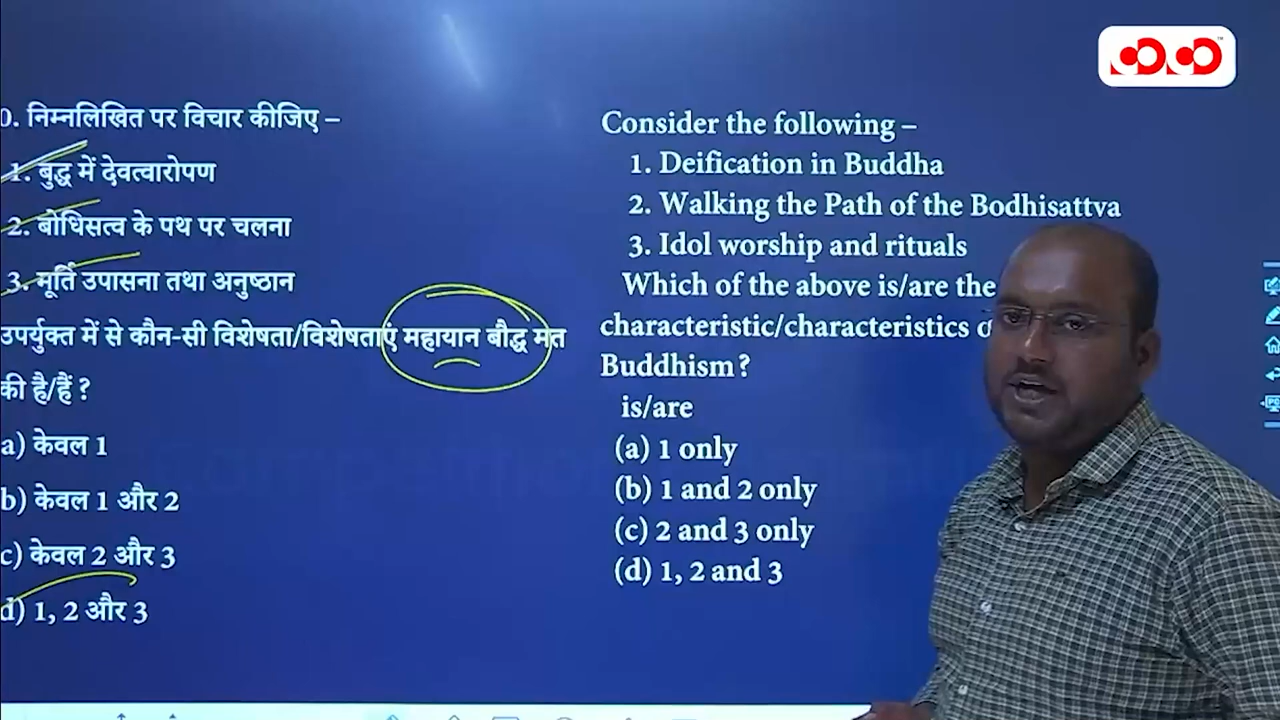 0. निम्नलिखित पर विचार कीजिए –
1. बुद्ध में देवत्वारोपण
2. बोधिसत्व के पथ पर चलना
3. मूर्ति उपासना तथा अनुष्ठान
उपर्युक्त में से कौन-सी विशेषता/विशेषताएं महायान बौद्ध मत
की है/हैं ?
a) केवल 1
b) केवल 1 और 2
c) केवल 2 और 3
d) 1, 2 और 3
Consider the following –
1. Deification in Buddha
2. Walking the Path of the Bodhisattva
3. Idol worship and rituals
Which of the above is/are the
characteristic/characteristics
Buddhism?
is/are
(a) 1 only
(b) 1 and 2 only
(c) 2 and 3 only
(d) 1, 2 and 3